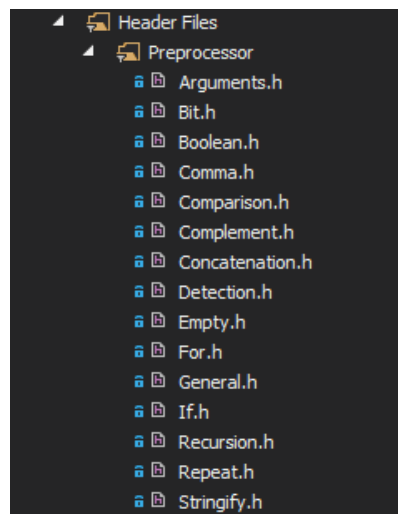 Header Files
Preprocessor
Arguments.h
Bit.h
Boolean.h
Comma.h
Comparison.h
Complement.h
Concatenation.h
Detection.h
Empty.h
For.h
General.h
If.h
Recursion.h
Repeat.h
Stringify.h